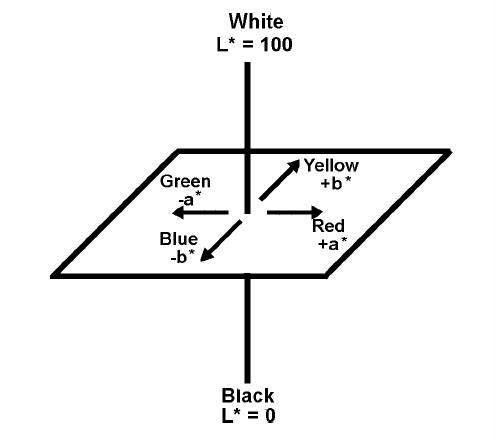 White
L* = 100
Yellow
+b*
Green
-a*
Red
+a*
Blue
-b*
Black
L* = 0